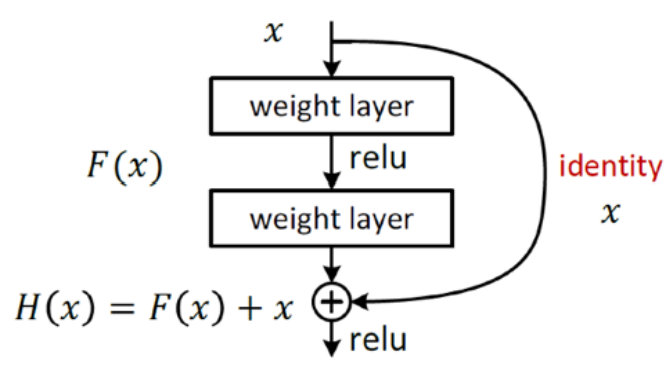 x
weight layer
relu
F(x)
identity
x
weight layer
H(x) = F(x) + x
+
relu